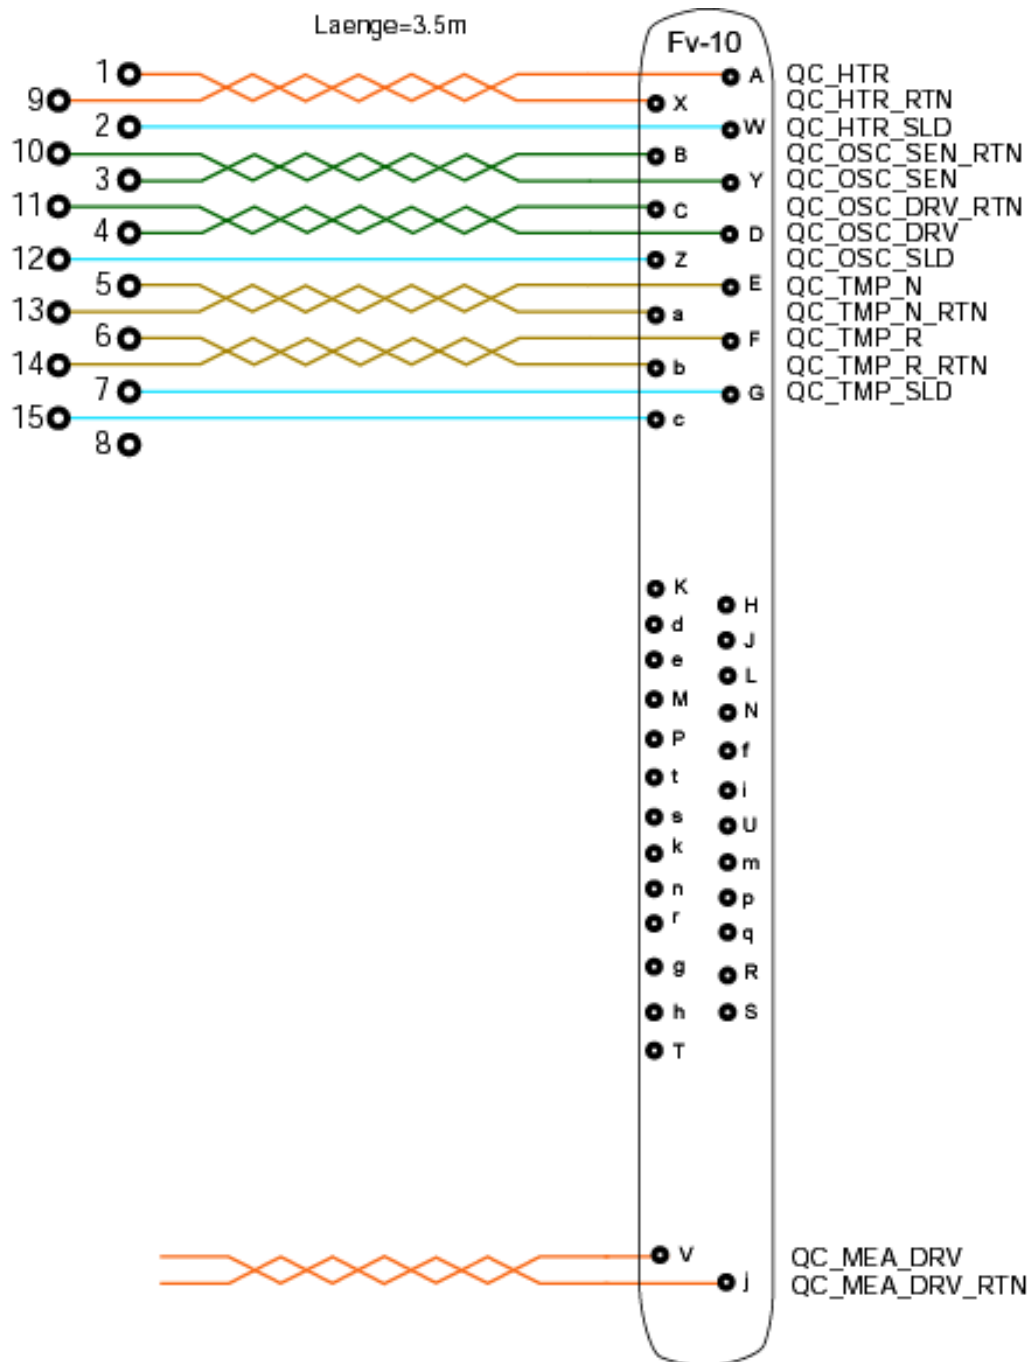 Laenge=3.5m
Fv-10
1 A QC_HTR
9 X QC_HTR_RTN
2 W QC_HTR_SLD
10 B QC_OSC_SEN_RTN
3 Y QC_OSC_SEN
11 C QC_OSC_DRV_RTN
4 D QC_OSC_DRV
12 Z QC_OSC_SLD
5 E QC_TMP_N
13 a QC_TMP_N_RTN
6 F QC_TMP_R
14 b QC_TMP_R_RTN
7 G QC_TMP_SLD
15 c
8
K
H
d
J
e
L
M
N
P
f
t
i
s
U
k
m
n
p
r
q
g
R
h S
T
V QC_MEA_DRV
j QC_MEA_DRV_RTN